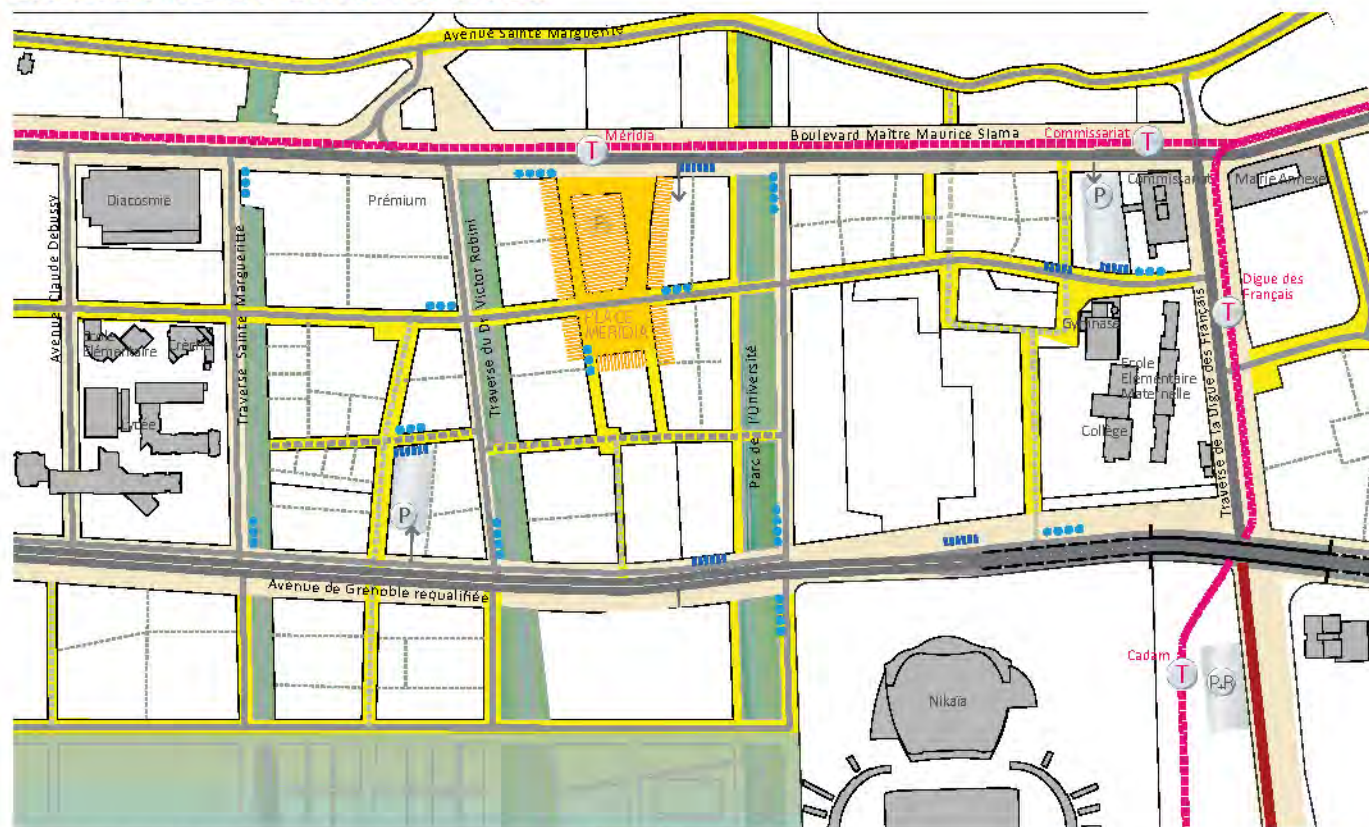 Avenue Sainte Marguerite
Méridia
T
Boulevard Maître Maurice Slama
Commissariat
T
Diacosmie
Prémium
P
P
Commissariat
Mairie Annexe
Avenue Claude Debussy
Traverse Sainte Marguerite
Traverse du Dr. Victor Robini
Parc de l'Université
Traverse de la Digue des Français
Digue des
Français
T
PLACE
MERIDIA
Ecole
Elémentaire
Crèche
Gymnase
Lycée
Ecole
Elémentaire
Maternelle
Collège
P
Avenue de Grenoble requalifiée
Cadam
T
P+R
Nikaïa